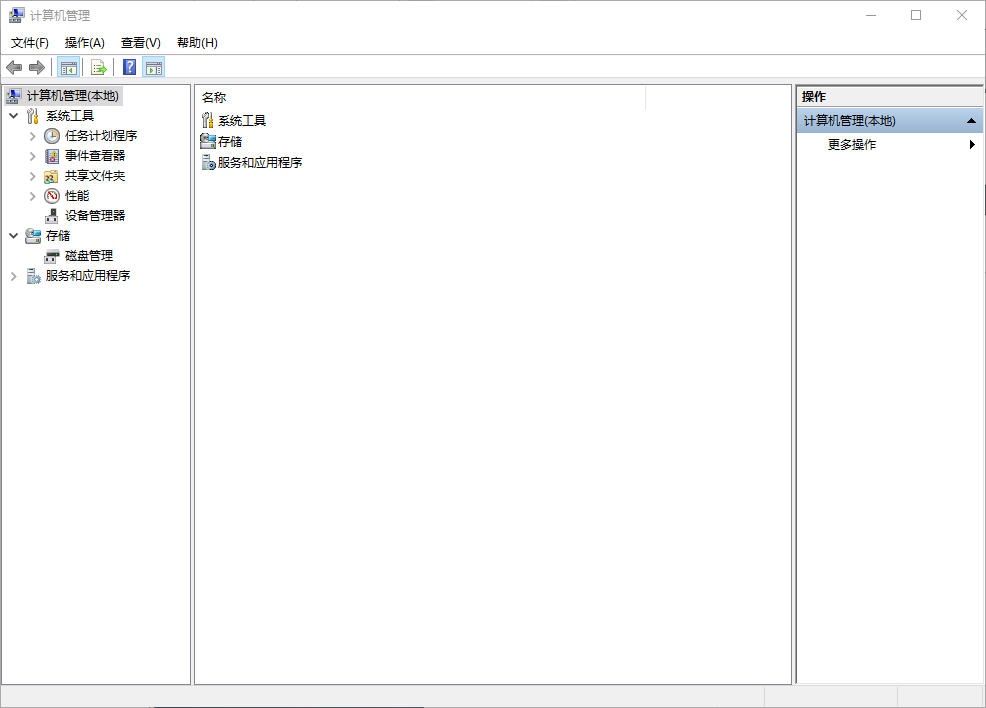 计算机管理
文件(F) 操作(A) 查看(V) 帮助(H)
计算机管理(本地)
系统工具
任务计划程序
事件查看器
共享文件夹
性能
设备管理器
存储
磁盘管理
服务和应用程序
名称
系统工具
存储
服务和应用程序
操作
计算机管理(本地)
更多操作